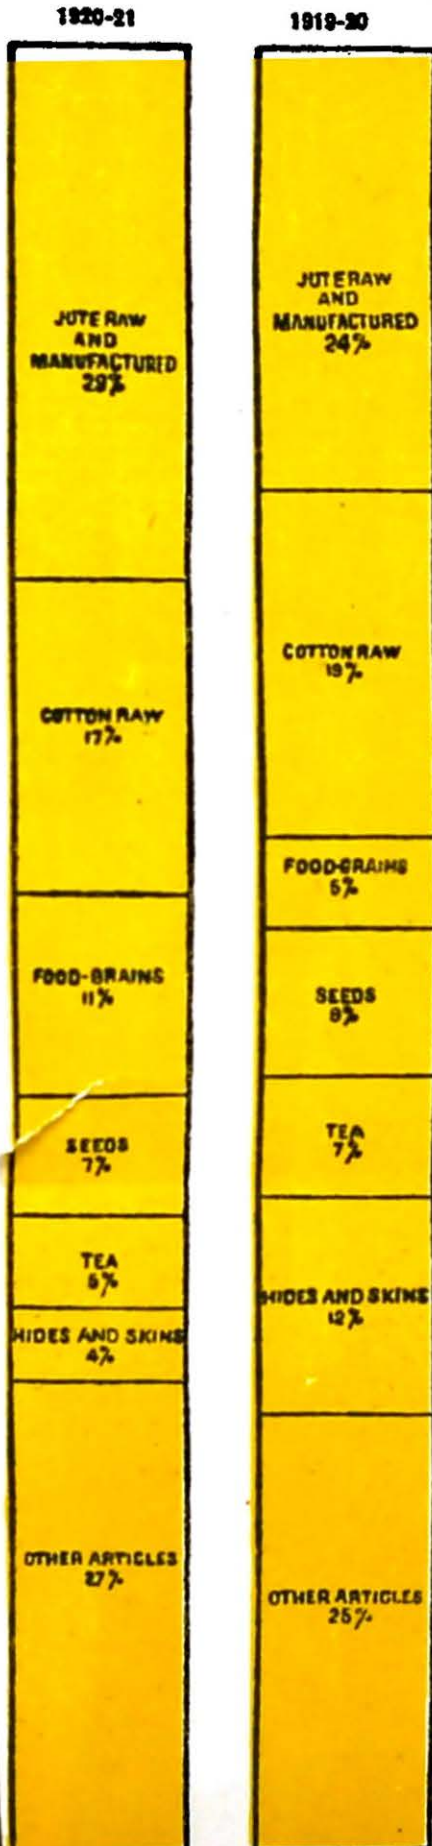 1920-21
JUTE RAW
AND
MANUFACTURED
29%
COTTON RAW
17%
FOOD-GRAINS
11%
SEEDS
7%
TEA
5%
HIDES AND SKINS
4%
OTHER ARTICLES
27%
1919-20
JUTE RAW
AND
MANUFACTURED
24%
COTTON RAW
19%
FOOD-GRAINS
5%
SEEDS
8%
TEA
7%
HIDES AND SKINS
12%
OTHER ARTICLES
25%